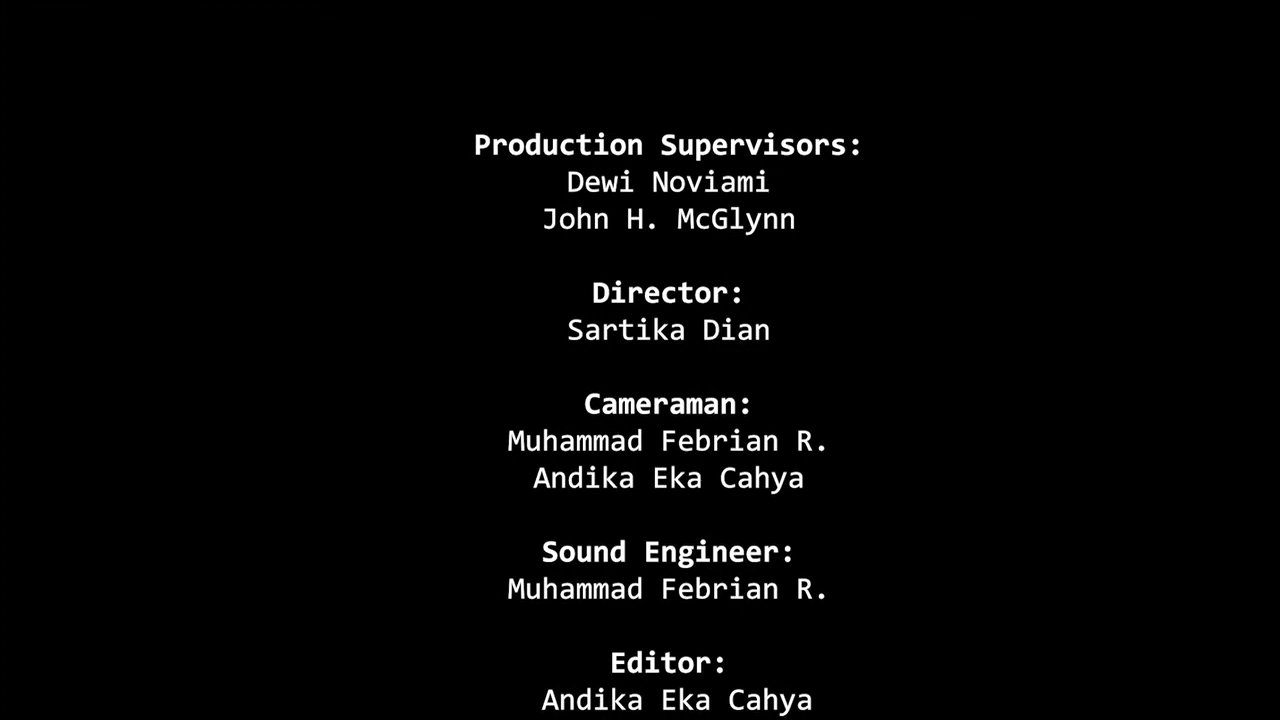 Production Supervisors:
Dewi Noviami
John H. McGlynn
Director:
Sartika Dian
Cameraman:
Muhammad Febrian R.
Andika Eka Cahya
Sound Engineer:
Muhammad Febrian R.
Editor:
Andika Eka Cahya